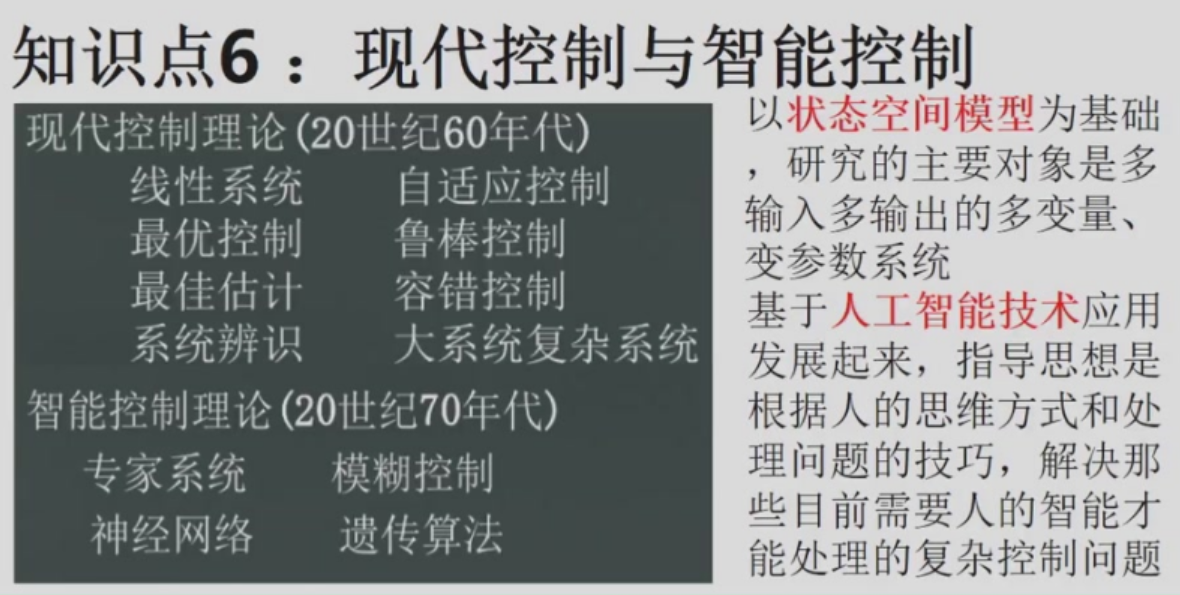 知识点6：现代控制与智能控制
现代控制理论(20世纪60年代)
线性系统 自适应控制
最优控制 鲁棒控制
最佳估计 容错控制
系统辨识 大系统复杂系统
智能控制理论(20世纪70年代)
专家系统 模糊控制
神经网络 遗传算法
以状态空间模型为基础
，研究的主要对象是多
输入多输出的多变量、
变参数系统
基于人工智能技术应用
发展起来，指导思想是
根据人的思维方式和处
理问题的技巧，解决那
些目前需要人的智能才
能处理的复杂控制问题